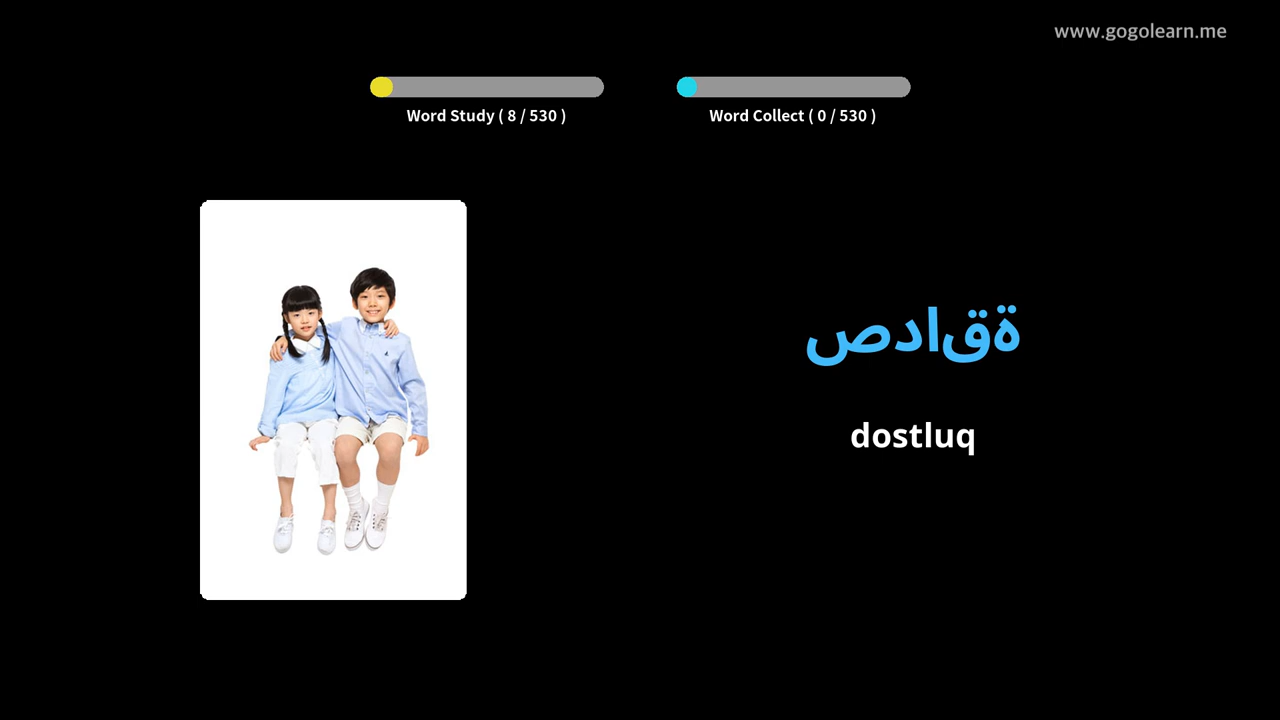 www.gogolearn.me
Word Study ( 8 / 530 )
Word Collect ( 0 / 530 )
ةقادص
dostluq